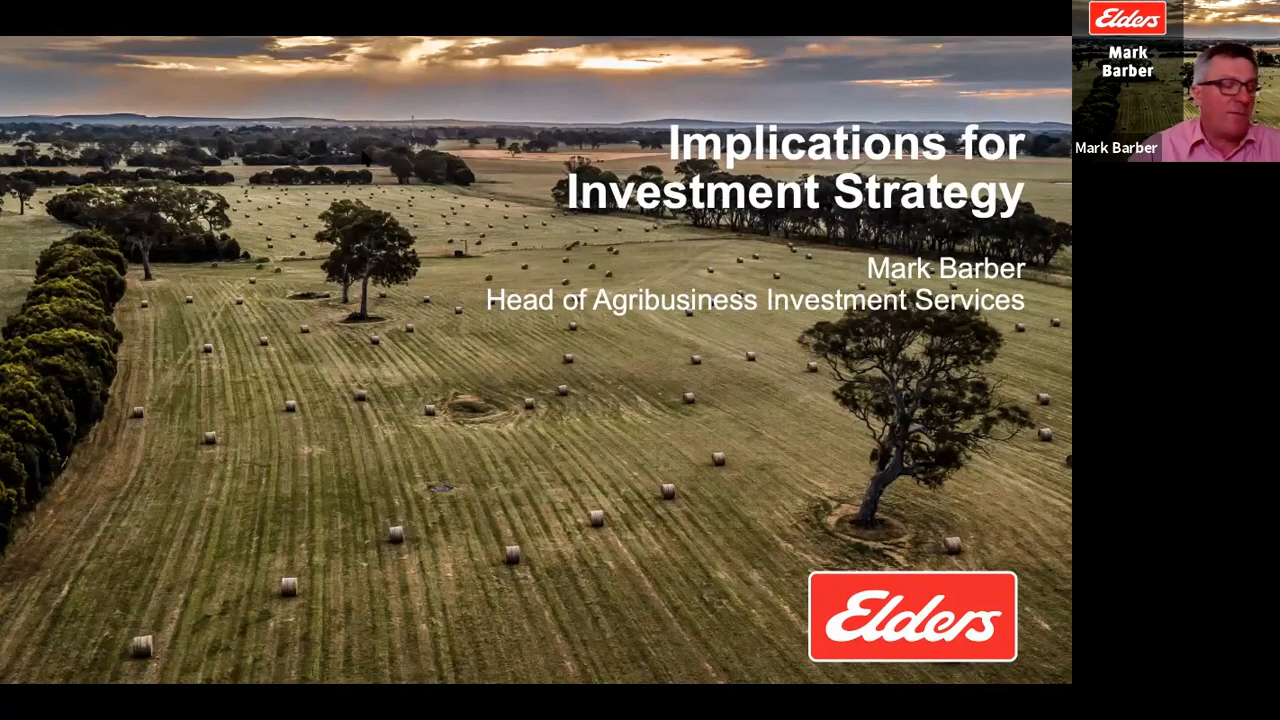 Implications for
Investment Strategy
Mark Barber
Head of Agribusiness Investment Services
Elders
Elders
Mark
Barber
Mark Barber